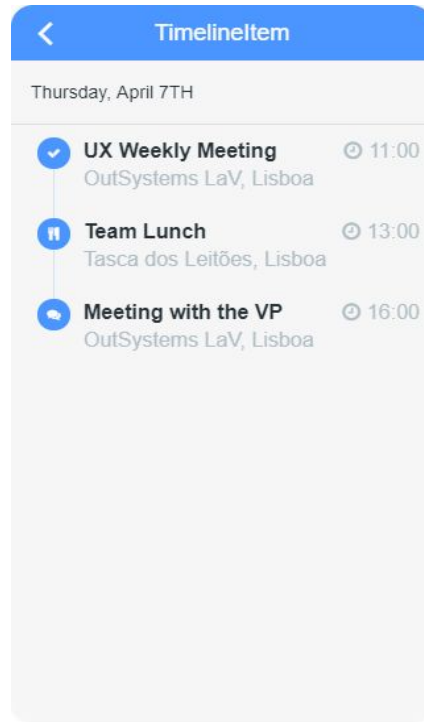 TimelineItem
Thursday, April 7TH
UX Weekly Meeting 11:00
OutSystems LaV, Lisboa
Team Lunch 13:00
Tasca dos Leitões, Lisboa
Meeting with the VP 16:00
OutSystems LaV, Lisboa